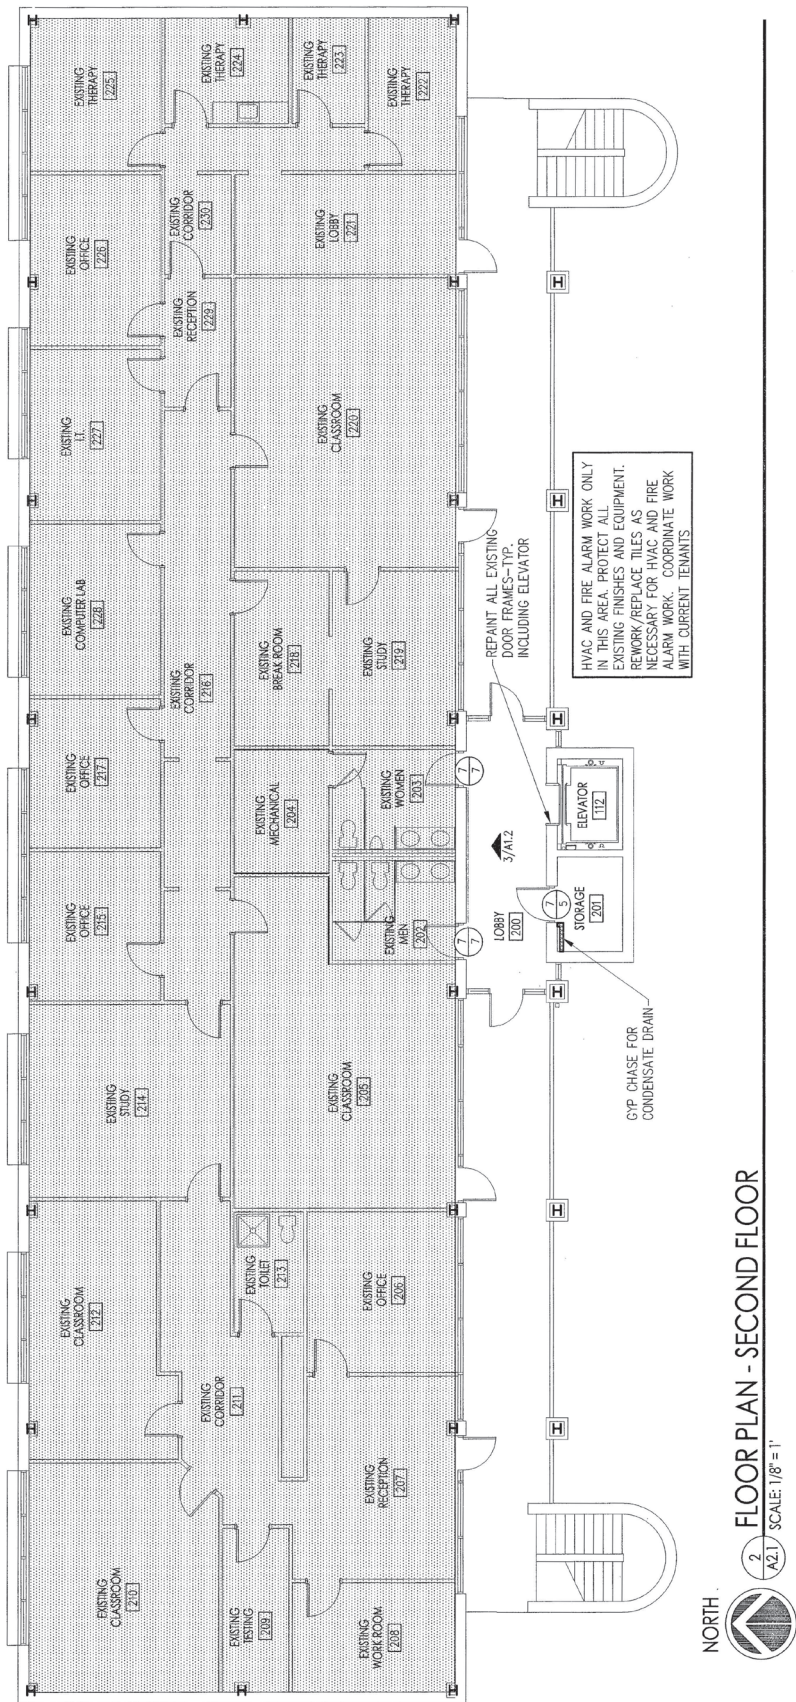 EXISTING
CLASSROOM
210
EXISTING
CLASSROOM
212
EXISTING
STUDY
214
EXISTING
OFFICE
215
EXISTING
OFFICE
217
EXISTING
COMPUTER LAB
228
EXISTING
I.T.
227
EXISTING
OFFICE
226
EXISTING
THERAPY
225
EXISTING
TESTING
209
EXISTING
CORRIDOR
211
EXISTING
TOILET
213
EXISTING
CORRIDOR
216
EXISTING
RECEPTION
229
EXISTING
CORRIDOR
230
EXISTING
THERAPY
224
EXISTING
MECHANICAL
204
EXISTING
BREAK ROOM
218
EXISTING
WORK ROOM
208
EXISTING
RECEPTION
207
EXISTING
OFFICE
206
EXISTING
CLASSROOM
205
EXISTING
MEN
202
EXISTING
WOMEN
203
EXISTING
STUDY
219
EXISTING
CLASSROOM
220
EXISTING
LOBBY
221
EXISTING
THERAPY
223
EXISTING
THERAPY
222
7
7
7
7
LOBBY
200
3/A1.2
7
5
STORAGE
201
ELEVATOR
112
REPAINT ALL EXISTING
DOOR FRAMES-TYP.
INCLUDING ELEVATOR
GYP CHASE FOR
CONDENSATE DRAIN
HVAC AND FIRE ALARM WORK ONLY
IN THIS AREA. PROTECT ALL
EXISTING FINISHES AND EQUIPMENT.
REWORK/REPLACE TILES AS
NECESSARY FOR HVAC AND FIRE
ALARM WORK. COORDINATE WORK
WITH CURRENT TENANTS
NORTH
2
A2.1
FLOOR PLAN - SECOND FLOOR
SCALE: 1/8" = 1'